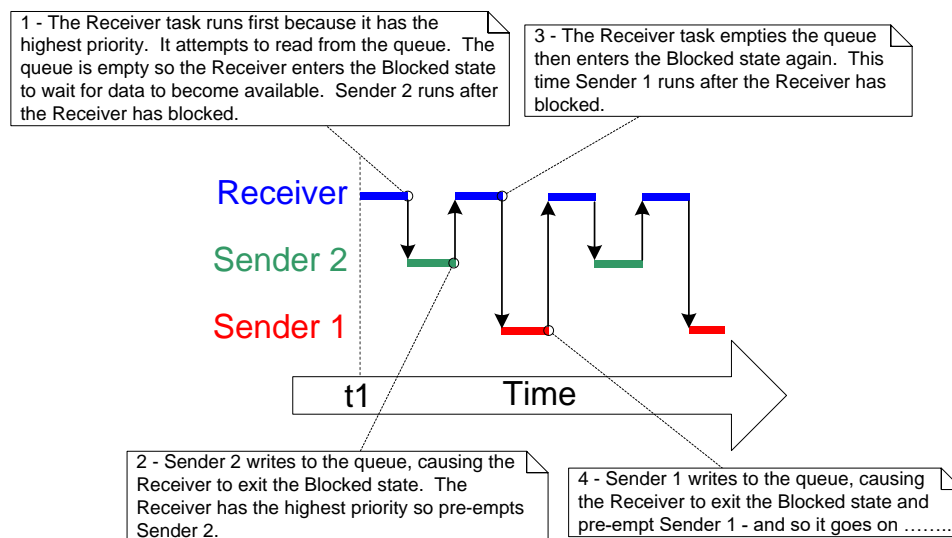 1 - The Receiver task runs first because it has the
highest priority.  It attempts to read from the queue.  The
queue is empty so the Receiver enters the Blocked state
to wait for data to become available.  Sender 2 runs after
the Receiver has blocked.
3 - The Receiver task empties the queue
then enters the Blocked state again.  This
time Sender 1 runs after the Receiver has
blocked.
Receiver
Sender 2
Sender 1
t1
Time
2 - Sender 2 writes to the queue, causing the
Receiver to exit the Blocked state.  The
Receiver has the highest priority so pre-empts
Sender 2.
4 - Sender 1 writes to the queue, causing
the Receiver to exit the Blocked state and
pre-empt Sender 1 - and so it goes on ……..